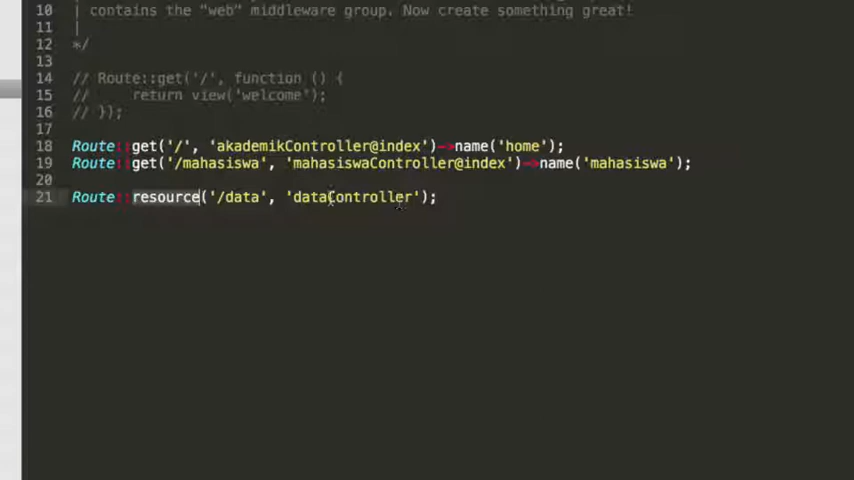 10 | contains the "web" middleware group. Now create something great!
11 |
12 */
13
14 // Route::get('/', function () {
15 //     return view('welcome');
16 // });
17
18 Route::get('/', 'akademikController@index')->name('home');
19 Route::get('/mahasiswa', 'mahasiswaController@index')->name('mahasiswa');
20
21 Route::resource('/data', 'dataController');